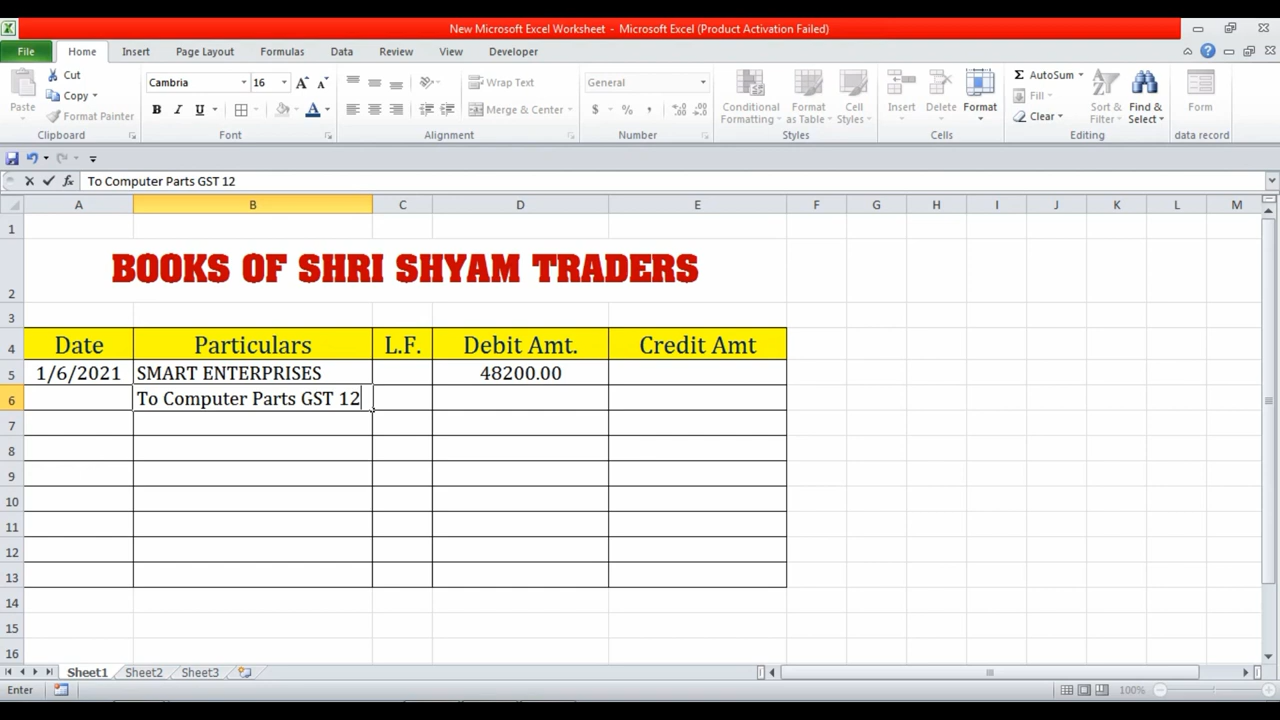 New Microsoft Excel Worksheet - Microsoft Excel (Product Activation Failed)
File Home Insert Page Layout Formulas Data Review View Developer
Cut Cambria 16 Wrap Text General AutoSum
Paste Copy Conditional Formatting Format as Table Cell Styles Insert Delete Format Fill Sort & Filter Find & Select Form
Format Painter B I U Merge & Center $ % , Clear
Clipboard Font Alignment Number Styles Cells Editing data record
fx To Computer Parts GST 12
A B C D E F G H I J K L M
1
2 BOOKS OF SHRI SHYAM TRADERS
3
4 Date Particulars L.F. Debit Amt. Credit Amt
5 1/6/2021 SMART ENTERPRISES 48200.00
6 To Computer Parts GST 12
7
8
9
10
11
12
13
14
15
16
Sheet1 Sheet2 Sheet3
Enter 100%